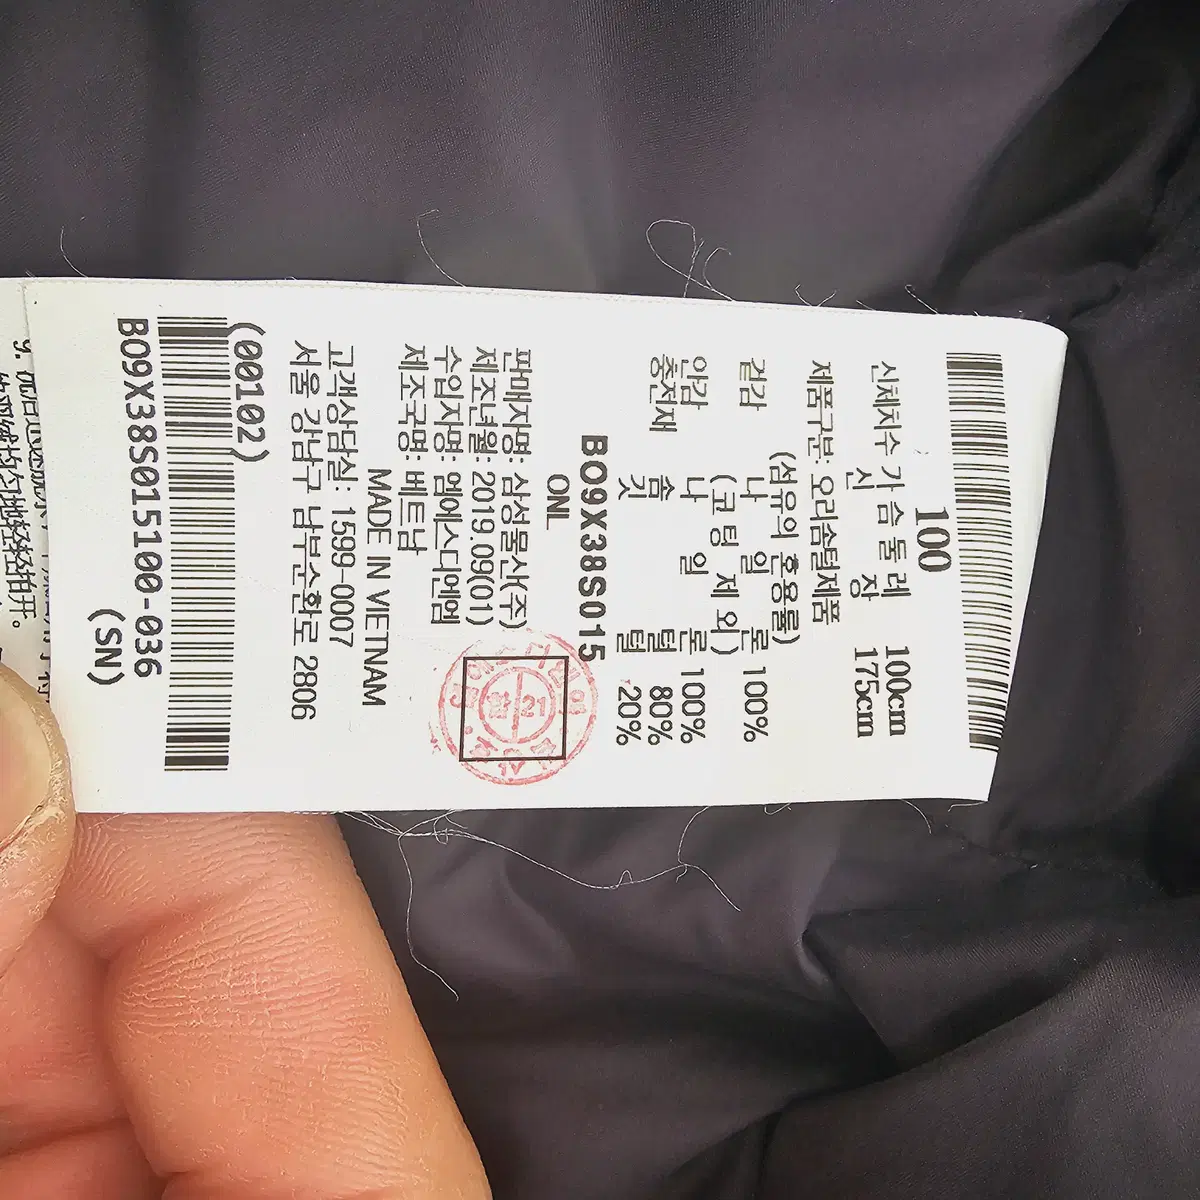 100
신체치수 가슴둘레 100cm
신 장 175cm
제품구분: 오리솜털제품
(섬유의 혼용률)
겉감 나 일 론 100%
(코팅 제외)
안감 나 일 론 100%
충전재 솜 털 80%
깃 털 20%
BO9X38S015
ONL
판매자명: 삼성물산(주)
제조년월: 2019.09(01)
수입자명: 엠에스디엔엠
제조국명: 베트남
MADE IN VIETNAM
고객상담실: 1599-0007
서울 강남구 남부순환로 2806
(00102)
BO9X38S015100-036
(SN)
21